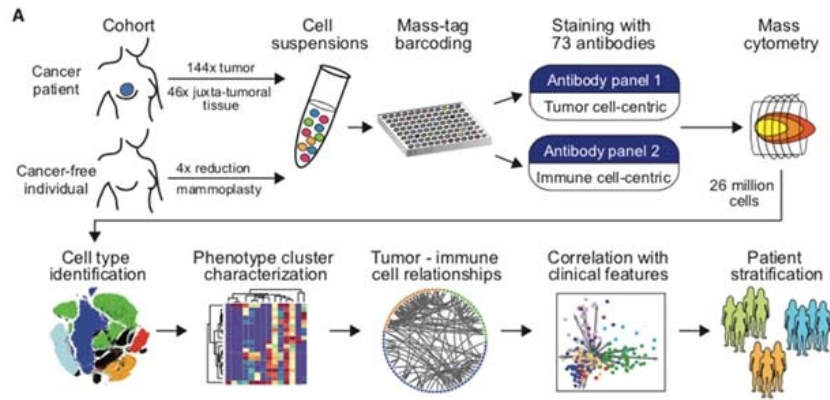 A
Cohort
Cancer
patient
144x tumor
46x juxta-tumoral
tissue
Cancer-free
individual
4x reduction
mammoplasty
Cell
suspensions
Mass-tag
barcoding
Staining with
73 antibodies
Antibody panel 1
Tumor cell-centric
Antibody panel 2
Immune cell-centric
Mass
cytometry
26 million
cells
Cell type
identification
Phenotype cluster
characterization
Tumor - immune
cell relationships
Correlation with
clinical features
Patient
stratification